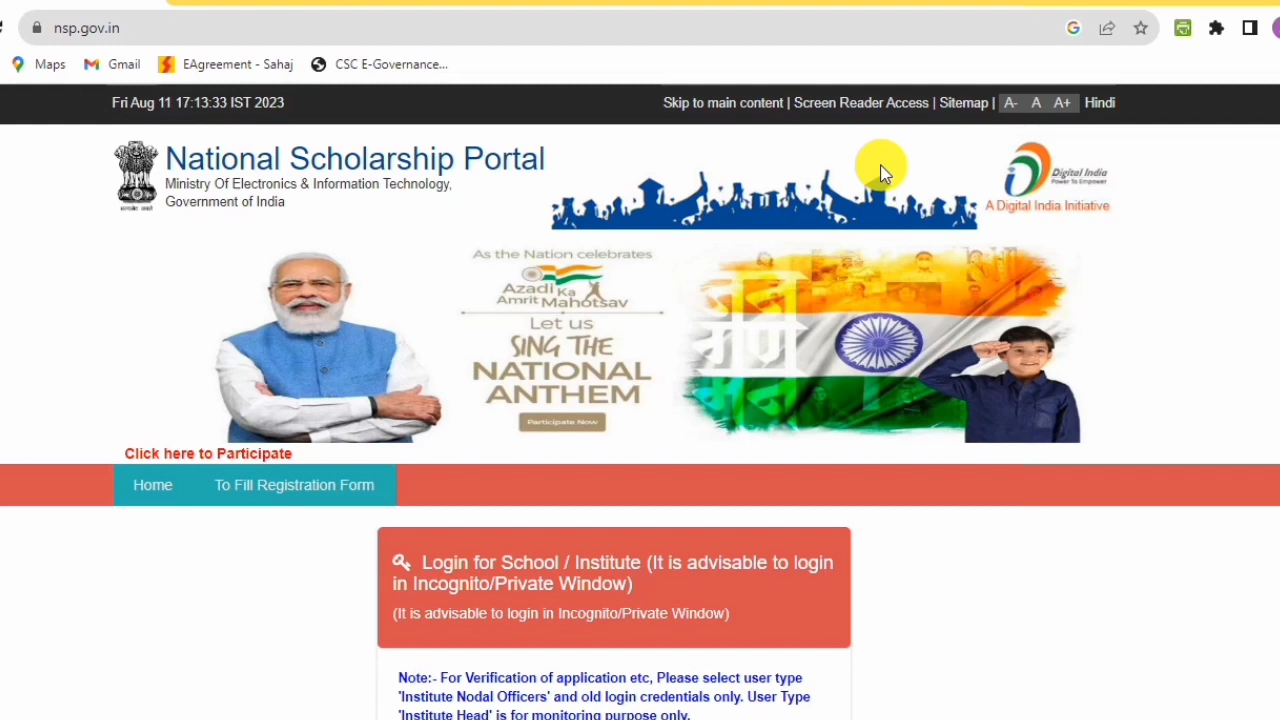 nsp.gov.in
Maps Gmail EAgreement - Sahaj CSC E-Governance...
Fri Aug 11 17:13:33 IST 2023 Skip to main content | Screen Reader Access | Sitemap | A- A A+ Hindi
National Scholarship Portal
Ministry Of Electronics & Information Technology,
Government of India
Digital India
Power To Empower
A Digital India Initiative
As the Nation celebrates
Azadi Ka
Amrit Mahotsav
Let us
SING THE
NATIONAL
ANTHEM
Participate Now
Click here to Participate
Home To Fill Registration Form
Login for School / Institute (It is advisable to login
in Incognito/Private Window)
(It is advisable to login in Incognito/Private Window)
Note:- For Verification of application etc, Please select user type
'Institute Nodal Officers' and old login credentials only. User Type
'Institute Head' is for monitoring purpose only.